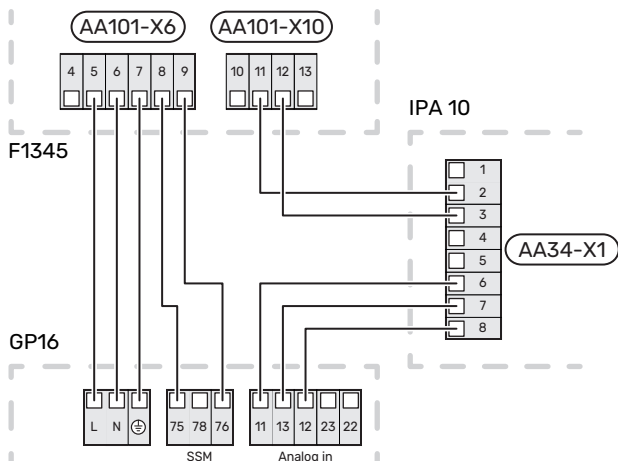 AA101-X6 AA101-X10
4 5 6 7 8 9 10 11 12 13
IPA 10
F1345
1
2
3
4
AA34-X1
5
6
7
8
GP16
L N 75 78 76 11 13 12 23 22
SSM Analog in